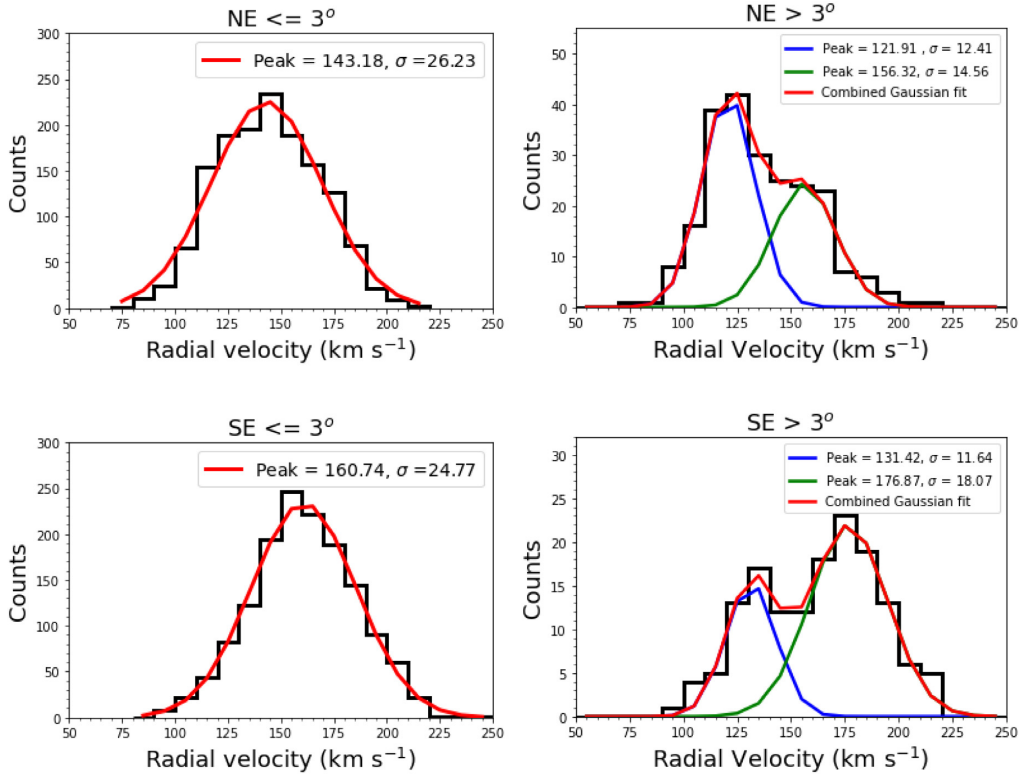 NE <= 3°
300
250
200
150
100
50
0
Counts
Peak = 143.18, σ =26.23
50 75 100 125 150 175 200 225 250
Radial velocity (km s⁻¹)
NE > 3°
50
40
30
20
10
0
Counts
Peak = 121.91 , σ = 12.41
Peak = 156.32, σ = 14.56
Combined Gaussian fit
50 75 100 125 150 175 200 225 250
Radial Velocity (km s⁻¹)
SE <= 3°
300
250
200
150
100
50
0
Counts
Peak = 160.74, σ =24.77
50 75 100 125 150 175 200 225 250
Radial velocity (km s⁻¹)
SE > 3°
30
25
20
15
10
5
0
Counts
Peak = 131.42, σ = 11.64
Peak = 176.87, σ = 18.07
Combined Gaussian fit
50 75 100 125 150 175 200 225 250
Radial Velocity (km s⁻¹)